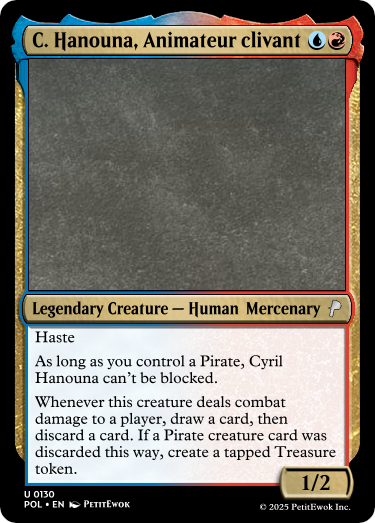 C. Hanouna, Animateur clivant
Legendary Creature — Human Mercenary
Haste
As long as you control a Pirate, Cyril
Hanouna can't be blocked.
Whenever this creature deals combat
damage to a player, draw a card, then
discard a card. If a Pirate creature card was
discarded this way, create a tapped Treasure
token.
1/2
U 0130
POL • EN PetitEwok
© 2025 PetitEwok Inc.